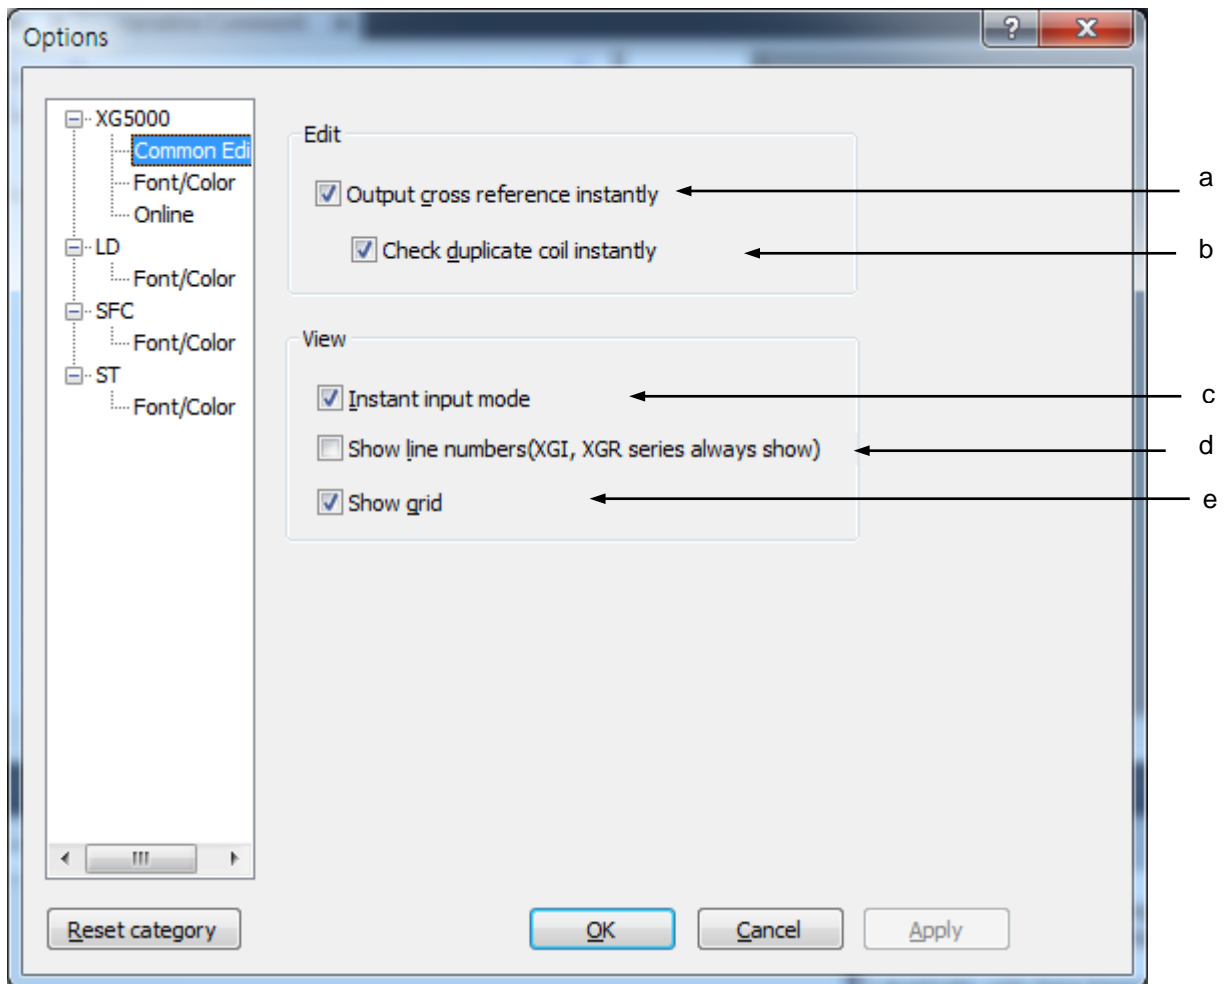 Options
XG5000
Common Edi
Font/Color
Online
LD
Font/Color
SFC
Font/Color
ST
Font/Color
Edit
Output cross reference instantly
a
Check duplicate coil instantly
b
View
Instant input mode
c
Show line numbers(XGI, XGR series always show)
d
Show grid
e
Reset category
OK
Cancel
Apply